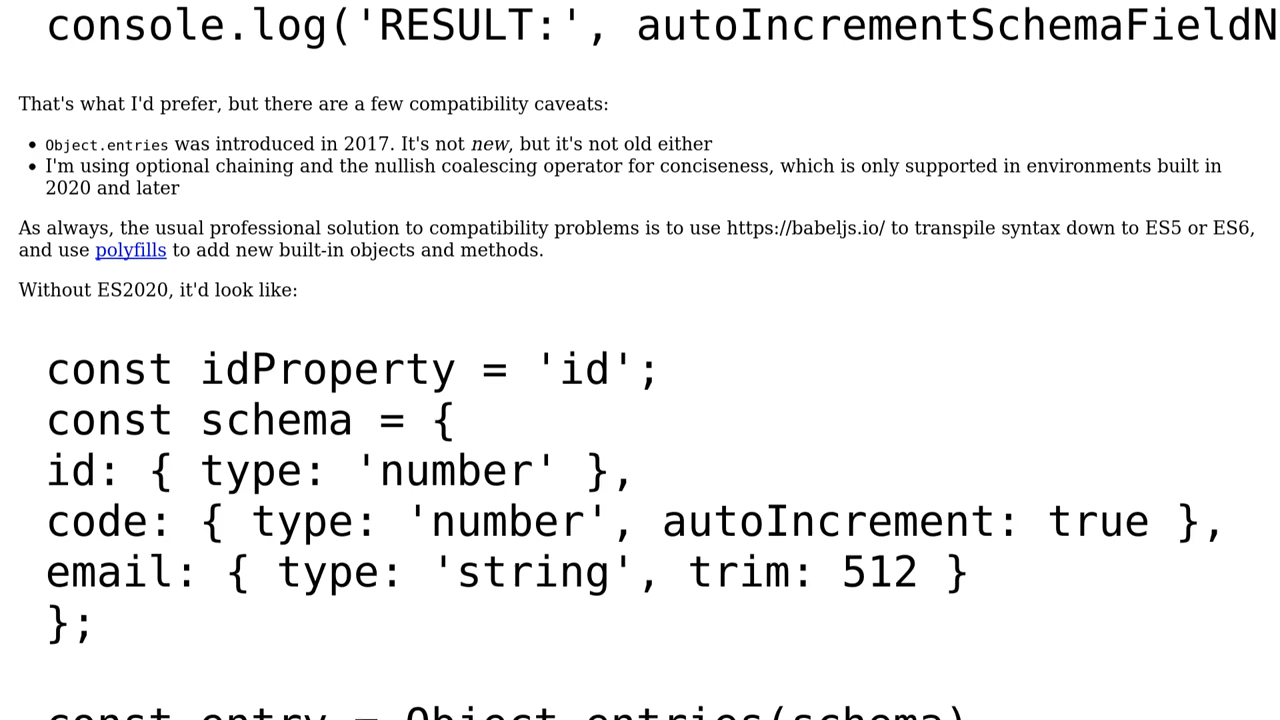 console.log('RESULT:', autoIncrementSchemaFieldN
That's what I'd prefer, but there are a few compatibility caveats:
• Object.entries was introduced in 2017. It's not new, but it's not old either
• I'm using optional chaining and the nullish coalescing operator for conciseness, which is only supported in environments built in
2020 and later
As always, the usual professional solution to compatibility problems is to use https://babeljs.io/ to transpile syntax down to ES5 or ES6,
and use polyfills to add new built-in objects and methods.
Without ES2020, it'd look like:
const idProperty = 'id';
const schema = {
id: { type: 'number' },
code: { type: 'number', autoIncrement: true },
email: { type: 'string', trim: 512 }
};
const entry = Object.entries(schema)